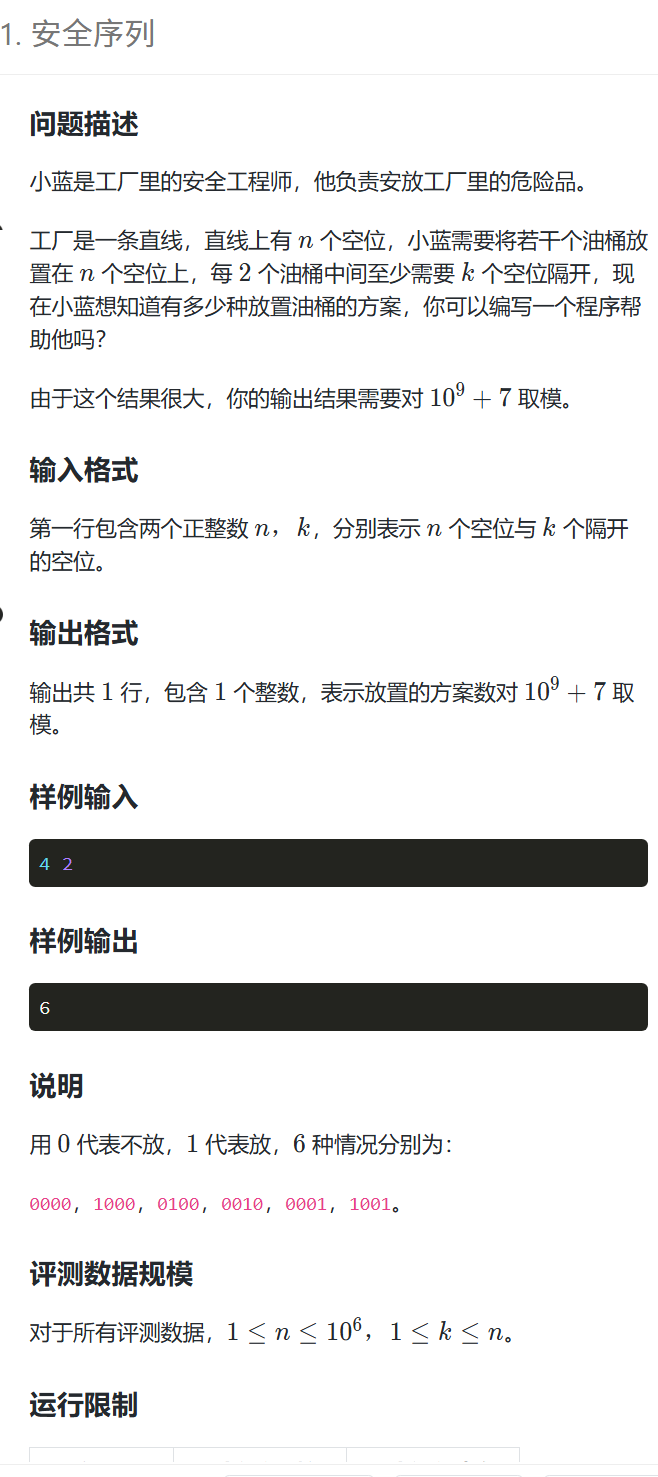 1. 安全序列
问题描述
小蓝是工厂里的安全工程师，他负责安放工厂里的危险品。
工厂是一条直线，直线上有 n 个空位，小蓝需要将若干个油桶放
置在 n 个空位上，每 2 个油桶中间至少需要 k 个空位隔开，现
在小蓝想知道有多少种放置油桶的方案，你可以编写一个程序帮
助他吗？
由于这个结果很大，你的输出结果需要对 10⁹ + 7 取模。
输入格式
第一行包含两个正整数 n，k，分别表示 n 个空位与 k 个隔开
的空位。
输出格式
输出共 1 行，包含 1 个整数，表示放置的方案数对 10⁹ + 7 取
模。
样例输入
4 2
样例输出
6
说明
用 0 代表不放，1 代表放，6 种情况分别为：
0000，1000，0100，0010，0001，1001。
评测数据规模
对于所有评测数据，1 ≤ n ≤ 10⁶，1 ≤ k ≤ n。
运行限制